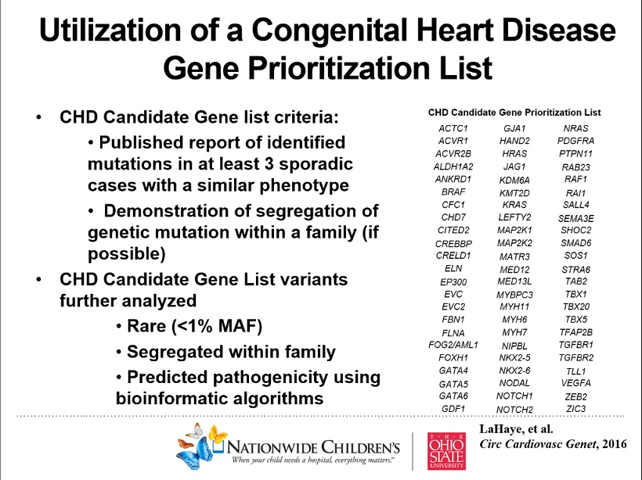 Utilization of a Congenital Heart Disease
Gene Prioritization List
• CHD Candidate Gene list criteria:
• Published report of identified
mutations in at least 3 sporadic
cases with a similar phenotype
• Demonstration of segregation of
genetic mutation within a family (if
possible)
• CHD Candidate Gene List variants
further analyzed
• Rare (<1% MAF)
• Segregated within family
• Predicted pathogenicity using
bioinformatic algorithms
CHD Candidate Gene Prioritization List
ACTC1 GJA1 NRAS
ACVR1 HAND2 PDGFRA
ACVR2B HRAS PTPN11
ALDH1A2 JAG1 RAB23
ANKRD1 KDM6A RAF1
BRAF KMT2D RAI1
CFC1 KRAS SALL4
CHD7 LEFTY2 SEMA3E
CITED2 MAP2K1 SHOC2
CREBBP MAP2K2 SMAD6
CRELD1 MATR3 SOS1
ELN MED12 STRA6
EP300 MED13L TAB2
EVC MYBPC3 TBX1
EVC2 MYH11 TBX20
FBN1 MYH6 TBX5
FLNA MYH7 TFAP2B
FOG2/AML1 NIPBL TGFBR1
FOXH1 NKX2-5 TGFBR2
GATA4 NKX2-6 TLL1
GATA5 NODAL VEGFA
GATA6 NOTCH1 ZEB2
GDF1 NOTCH2 ZIC3
NATIONWIDE CHILDREN'S
When your child needs a hospital, everything matters.™
THE
OHIO
STATE
UNIVERSITY
LaHaye, et al.
Circ Cardiovasc Genet, 2016